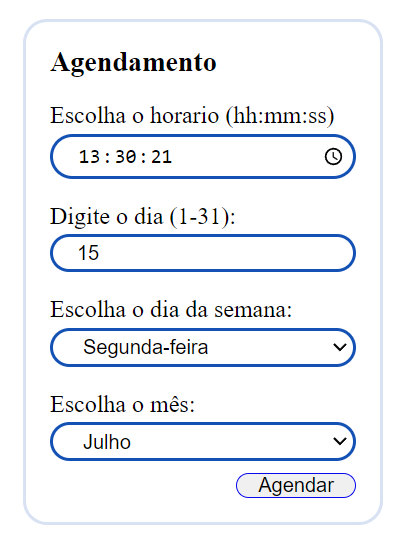 Agendamento
Escolha o horario (hh:mm:ss)
13:30:21
Digite o dia (1-31):
15
Escolha o dia da semana:
Segunda-feira
Escolha o mês:
Julho
Agendar